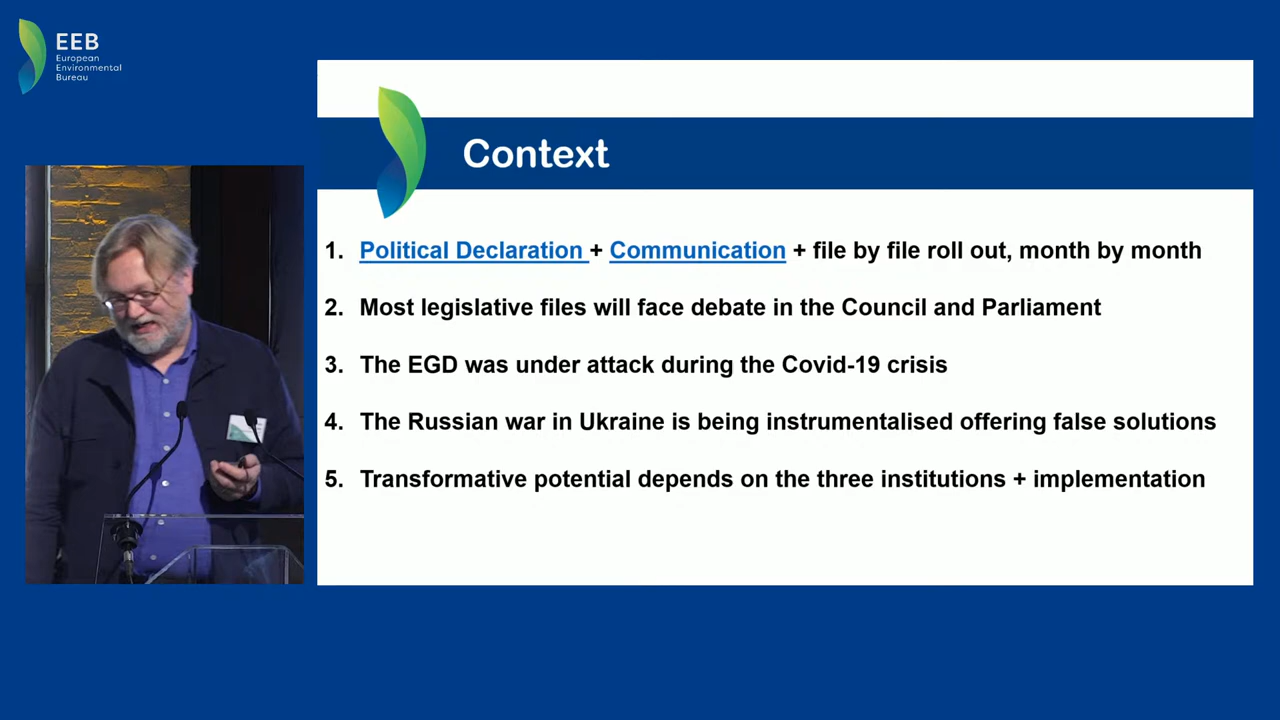 EEB
European
Environmental
Bureau
Context
1. Political Declaration + Communication + file by file roll out, month by month
2. Most legislative files will face debate in the Council and Parliament
3. The EGD was under attack during the Covid-19 crisis
4. The Russian war in Ukraine is being instrumentalised offering false solutions
5. Transformative potential depends on the three institutions + implementation